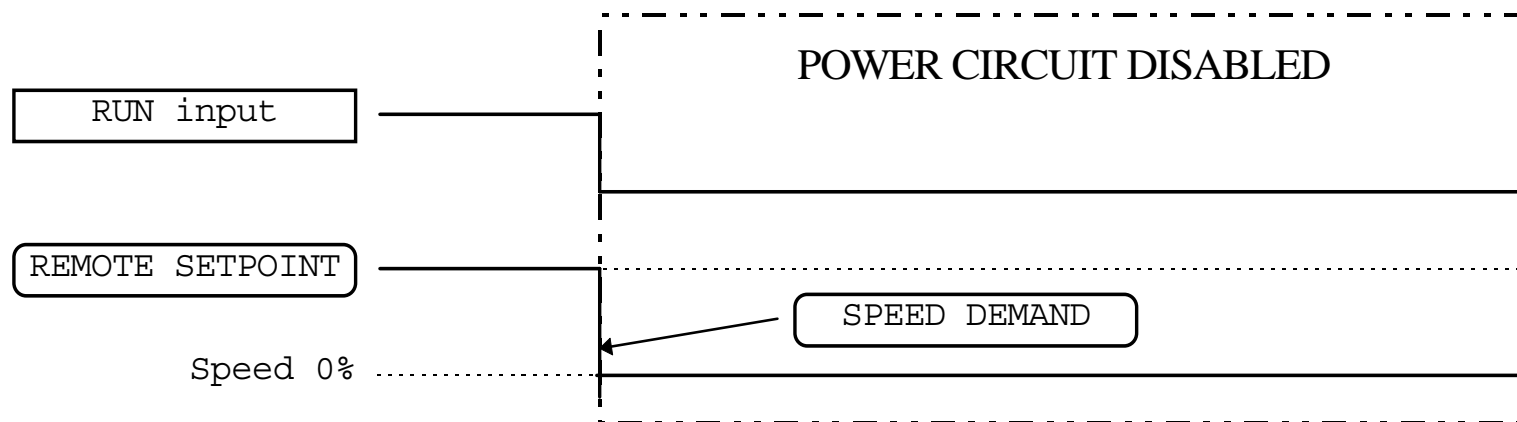 POWER CIRCUIT DISABLED
RUN input
REMOTE SETPOINT
SPEED DEMAND
Speed 0%